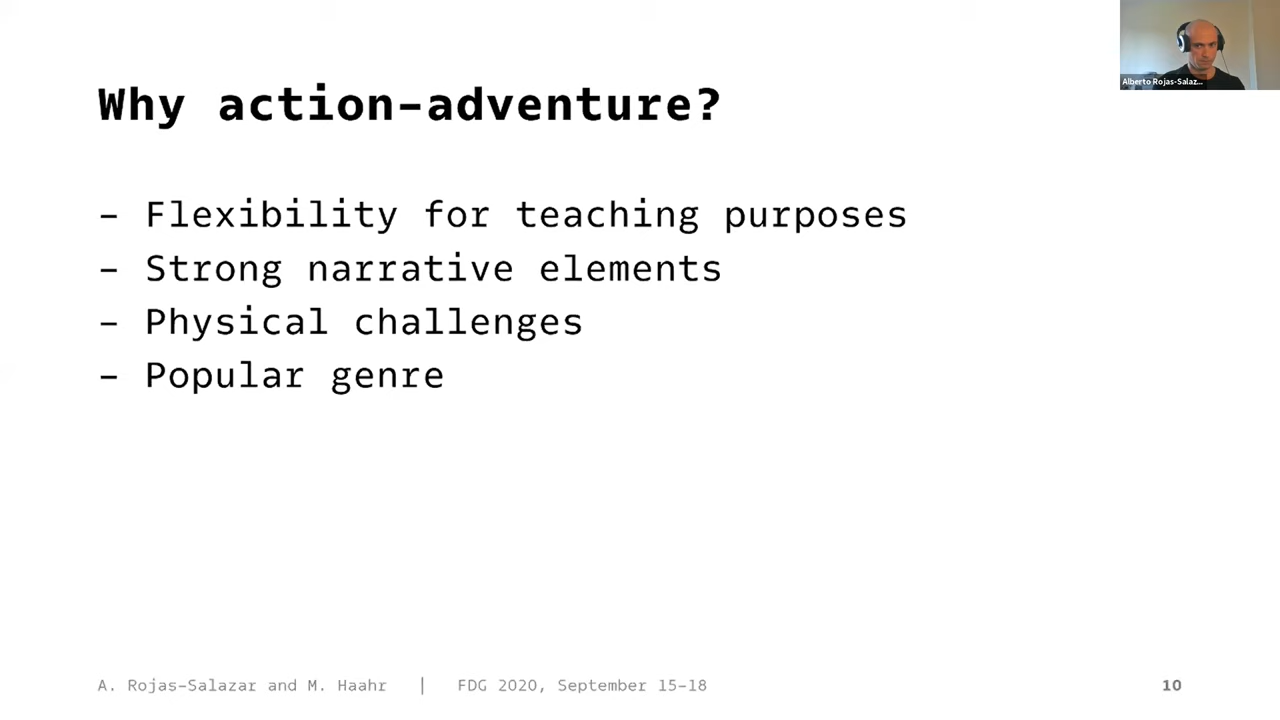 Alberto Rojas-Salaz...
Why action-adventure?
- Flexibility for teaching purposes
- Strong narrative elements
- Physical challenges
- Popular genre
A. Rojas-Salazar and M. Haahr | FDG 2020, September 15-18
10